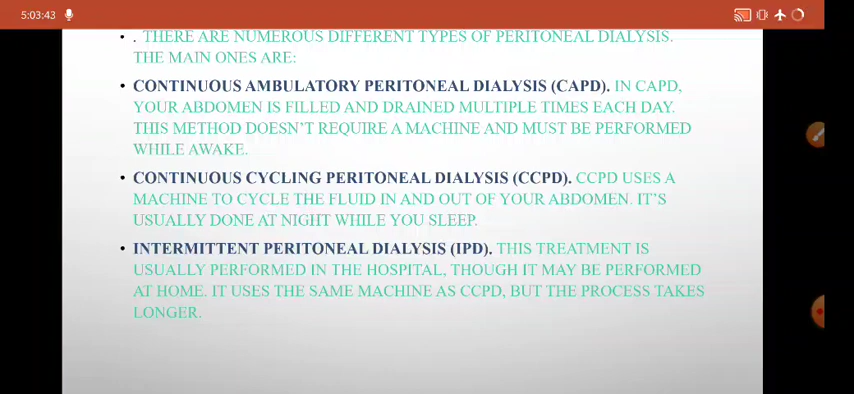 5:03:43
• . THERE ARE NUMEROUS DIFFERENT TYPES OF PERITONEAL DIALYSIS.
THE MAIN ONES ARE:
• CONTINUOUS AMBULATORY PERITONEAL DIALYSIS (CAPD). IN CAPD,
YOUR ABDOMEN IS FILLED AND DRAINED MULTIPLE TIMES EACH DAY.
THIS METHOD DOESN’T REQUIRE A MACHINE AND MUST BE PERFORMED
WHILE AWAKE.
• CONTINUOUS CYCLING PERITONEAL DIALYSIS (CCPD). CCPD USES A
MACHINE TO CYCLE THE FLUID IN AND OUT OF YOUR ABDOMEN. IT’S
USUALLY DONE AT NIGHT WHILE YOU SLEEP.
• INTERMITTENT PERITONEAL DIALYSIS (IPD). THIS TREATMENT IS
USUALLY PERFORMED IN THE HOSPITAL, THOUGH IT MAY BE PERFORMED
AT HOME. IT USES THE SAME MACHINE AS CCPD, BUT THE PROCESS TAKES
LONGER.